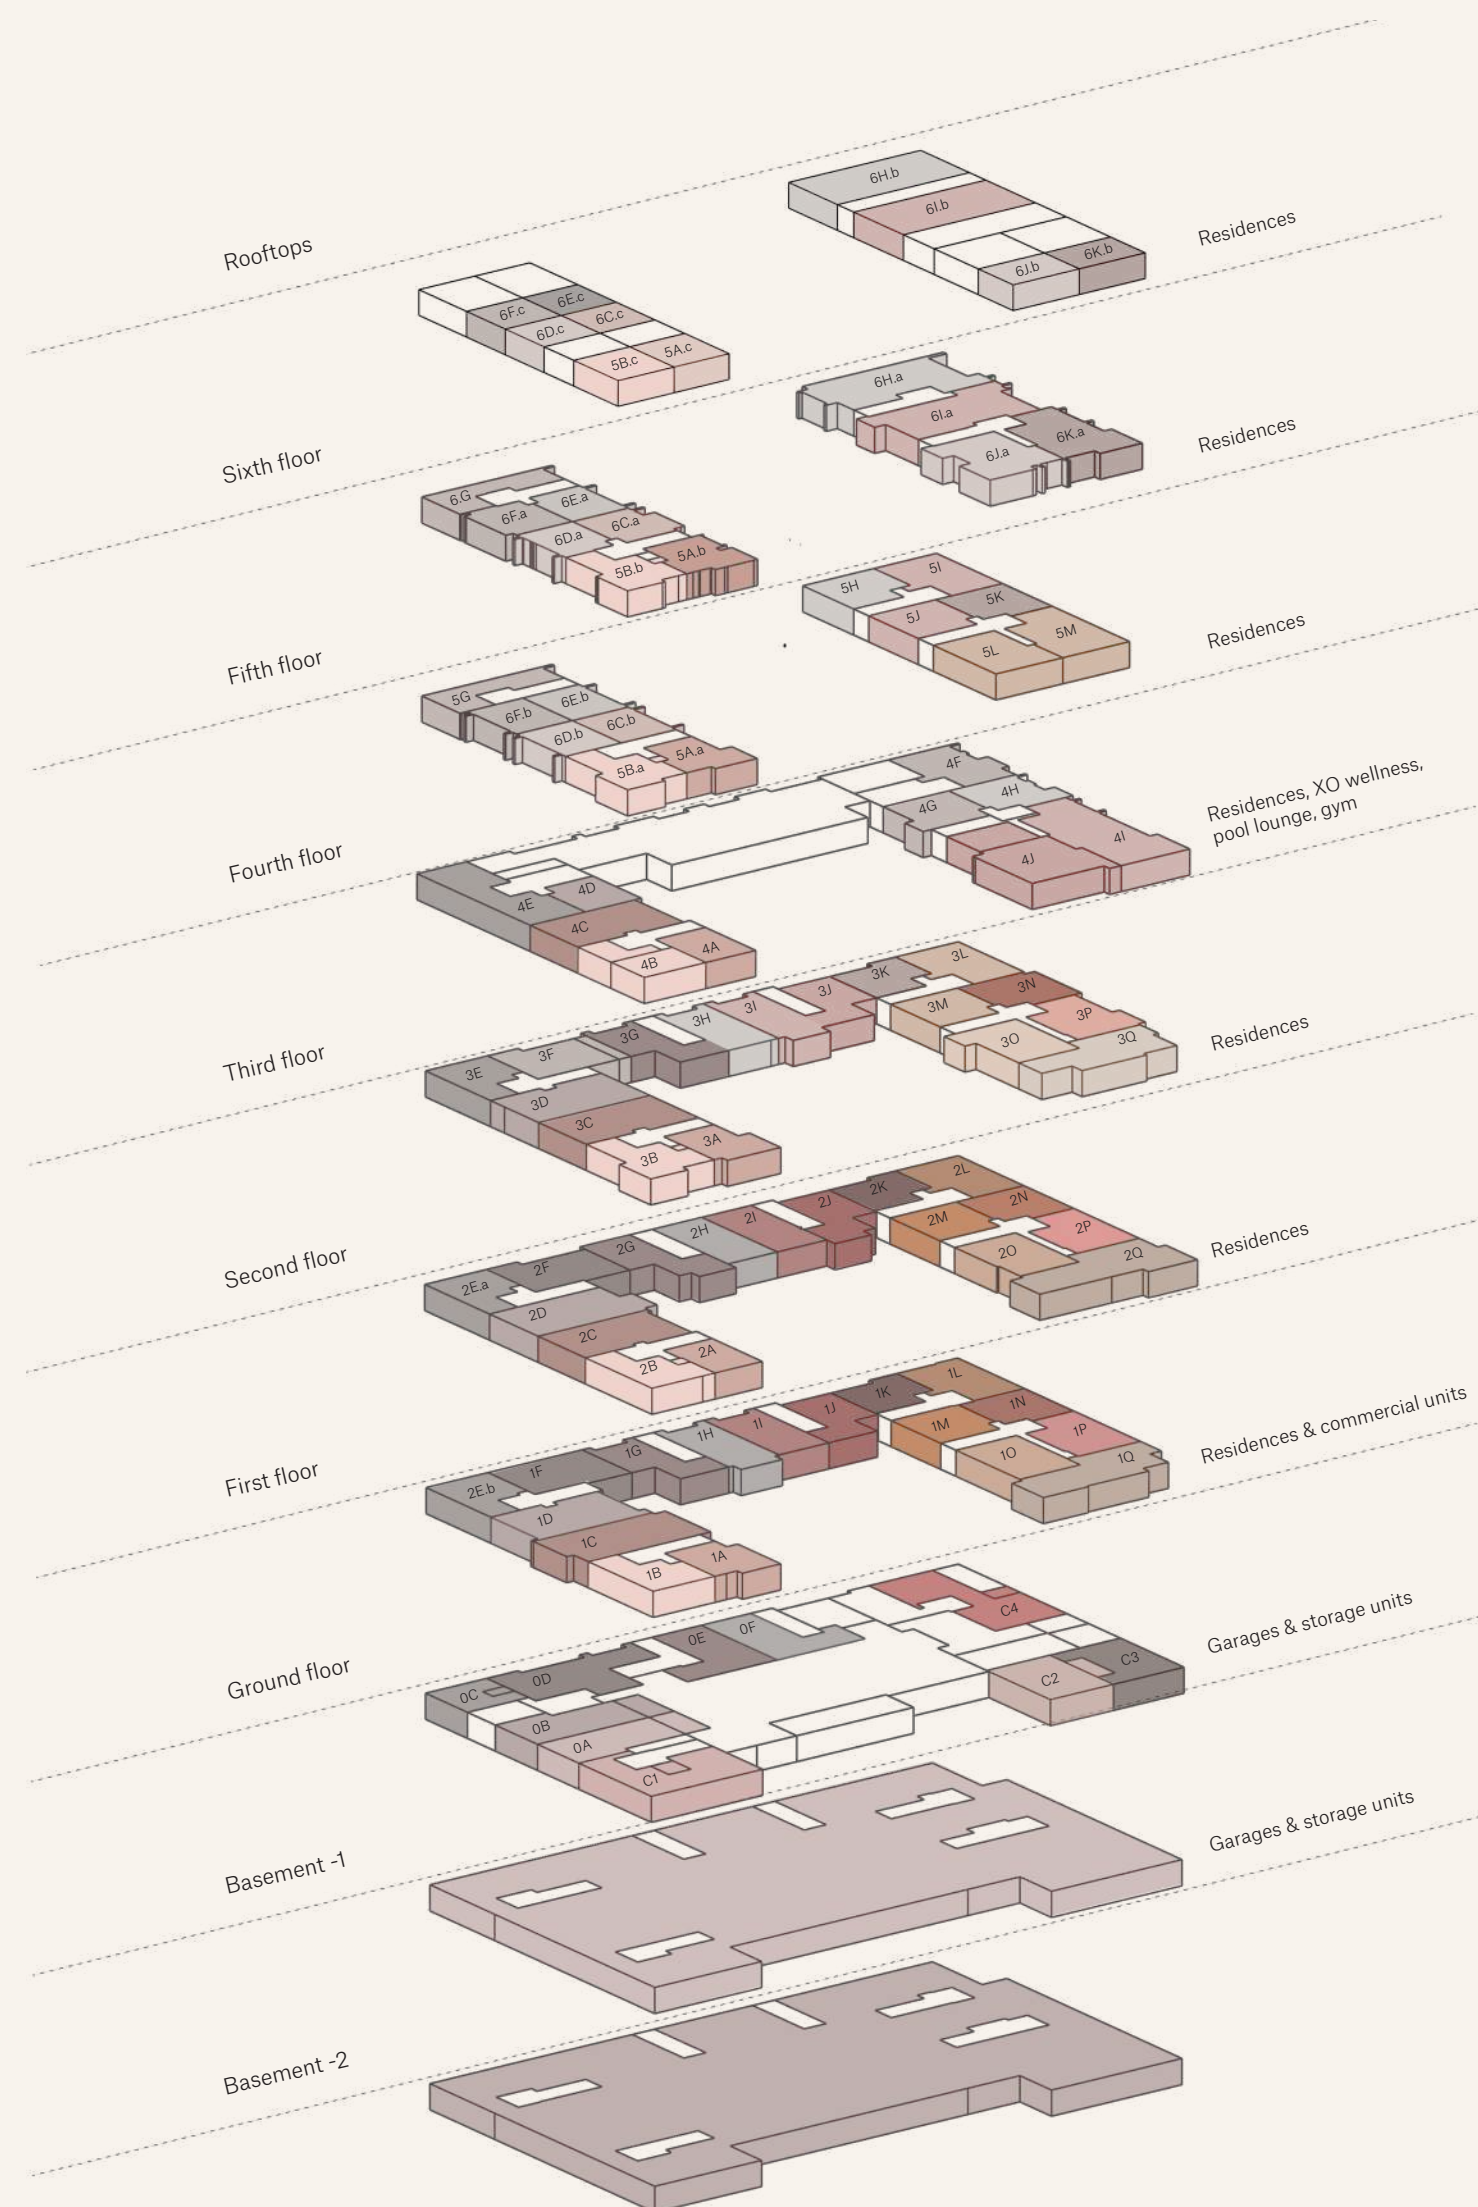 6H.b
6I.b
Residences
Rooftops
6K.b
6J.b
6E.c
6F.c
6C.c
6D.c
5A.c
5B.c
6H.a
6I.a
Residences
6K.a
6J.a
Sixth floor
6.G
6E.a
6F.a
6C.a
6D.a
5A.b
5B.b
5I
5H
5K
5J
5M
5L
Residences
Fifth floor
5G
6E.b
6F.b
6C.b
6D.b
5A.a
5B.a
4F
4H
4G
4I
4J
Residences, XO wellness,
pool lounge, gym
Fourth floor
4D
4E
4C
4A
4B
3L
3K
3N
3J
3M
3I
3P
3H
3O
3Q
3G
3F
3E
3D
3C
3A
3B
Residences
Third floor
2L
2K
2N
2J
2M
2I
2P
2H
2O
2Q
2G
2F
2E.a
2D
2C
2A
2B
Residences
Second floor
1L
1K
1N
1J
1M
1I
1P
1H
1O
1Q
1G
1F
2E.b
1D
1C
1A
1B
Residences & commercial units
First floor
C4
0F
0E
C3
C2
0D
0C
0B
0A
C1
Garages & storage units
Ground floor
Garages & storage units
Basement -1
Basement -2